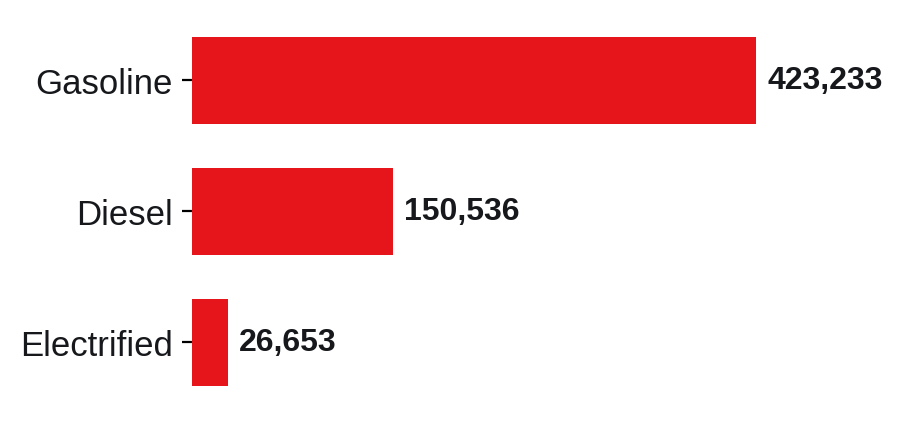 Gasoline 423,233
Diesel 150,536
Electrified 26,653